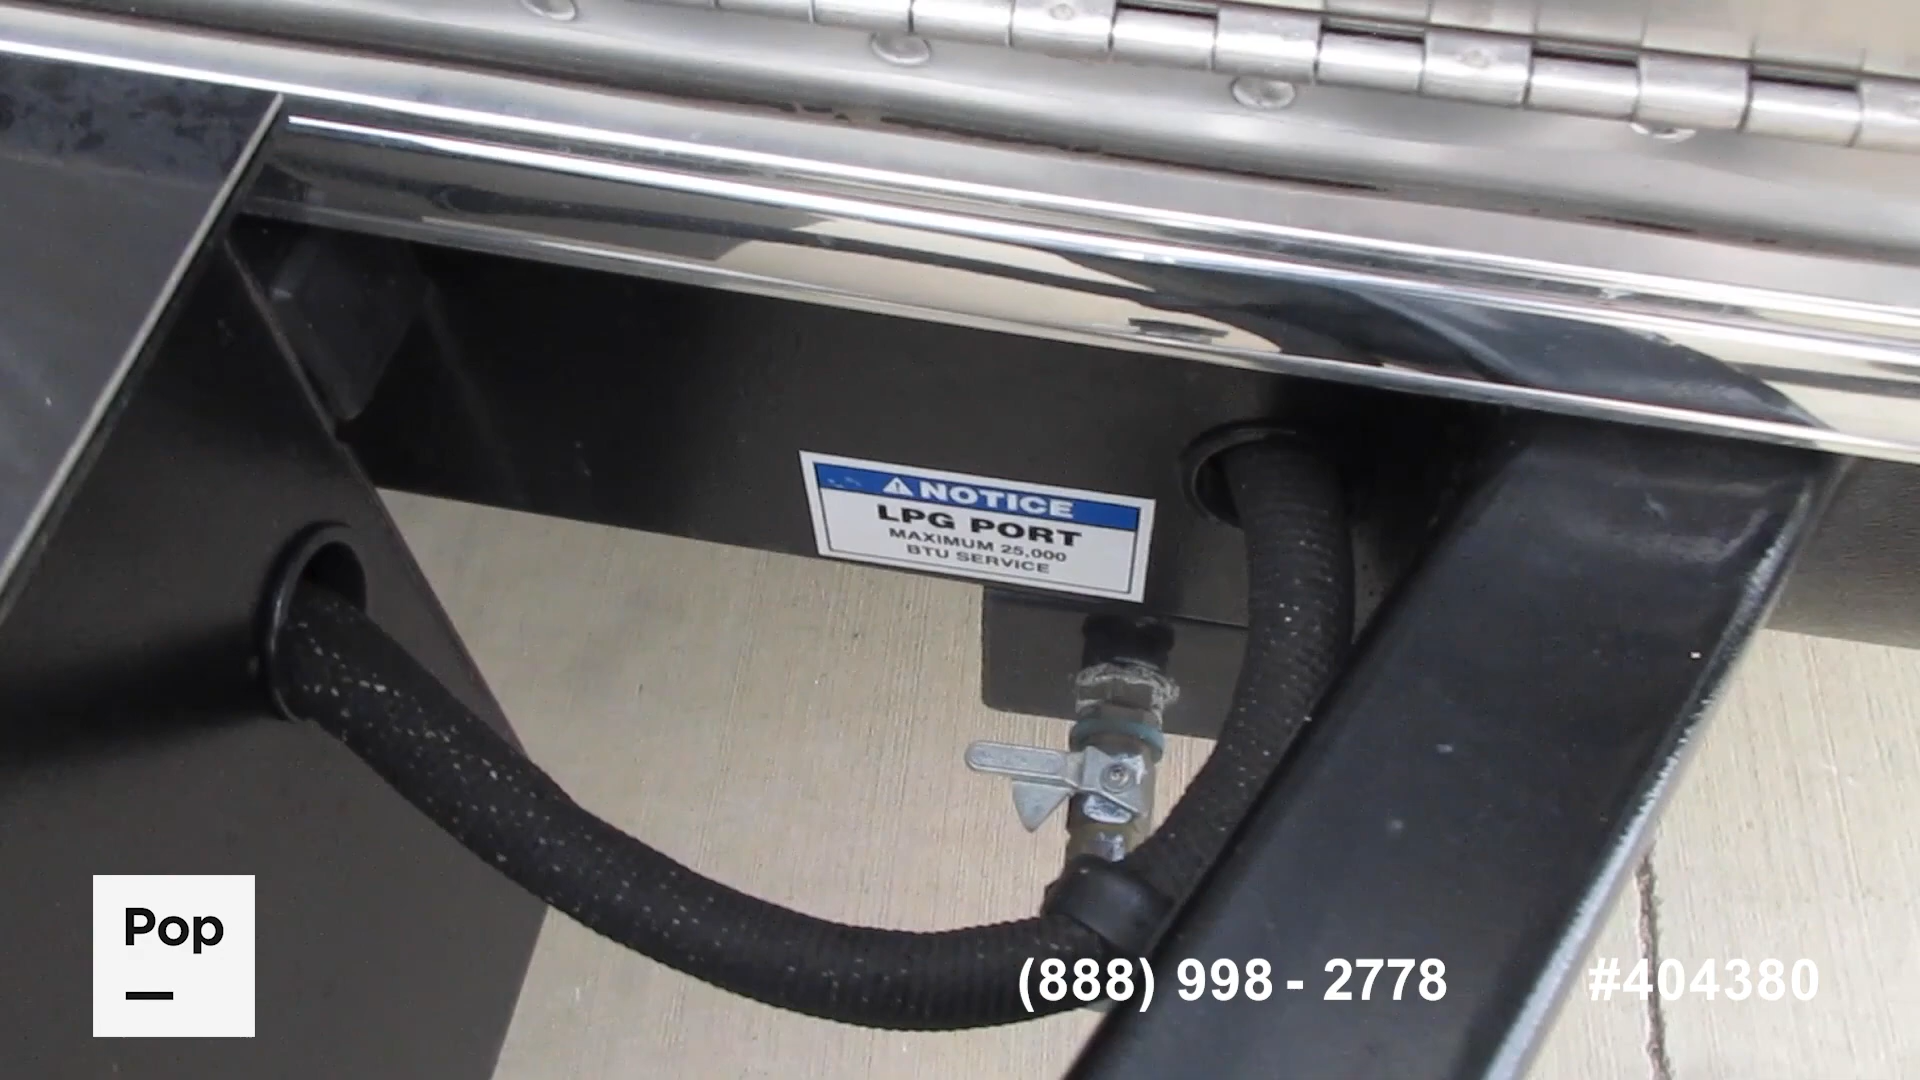 NOTICE
LPG PORT
MAXIMUM 25,000
BTU SERVICE
Pop
(888) 998 - 2778
#404380